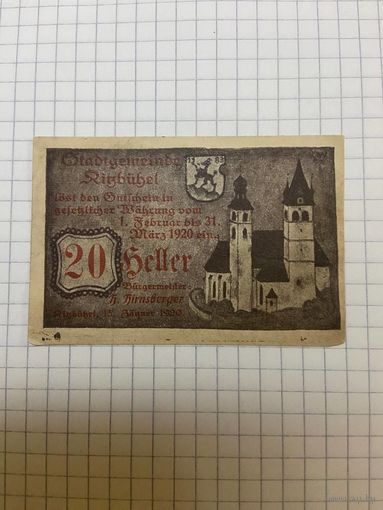 Stadtgemeinde
Kitzbühel
löst den Gutschein in
gesetzlicher Währung vom
1. Februar bis 31.
März 1920 ein.
20 Heller
Bürgermeister:
H. Hirnsberger
Kitzbühel, 15. Jänner 1920